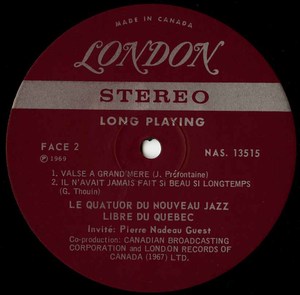 MADE IN CANADA
LONDON
STEREO
LONG PLAYING
FACE 2
℗ 1969
NAS. 13515
1. VALSE A GRAND'MERE (J. Préfontaine)
2. IL N'AVAIT JAMAIS FAIT Si BEAU SI LONGTEMPS
(G. Thouin)
LE QUATUOR DU NOUVEAU JAZZ
LIBRE DU QUEBEC
Invité: Pierre Nadeau Guest
Co-production: CANADIAN BROADCASTING
CORPORATION and LONDON RECORDS OF
CANADA (1967) LTD.